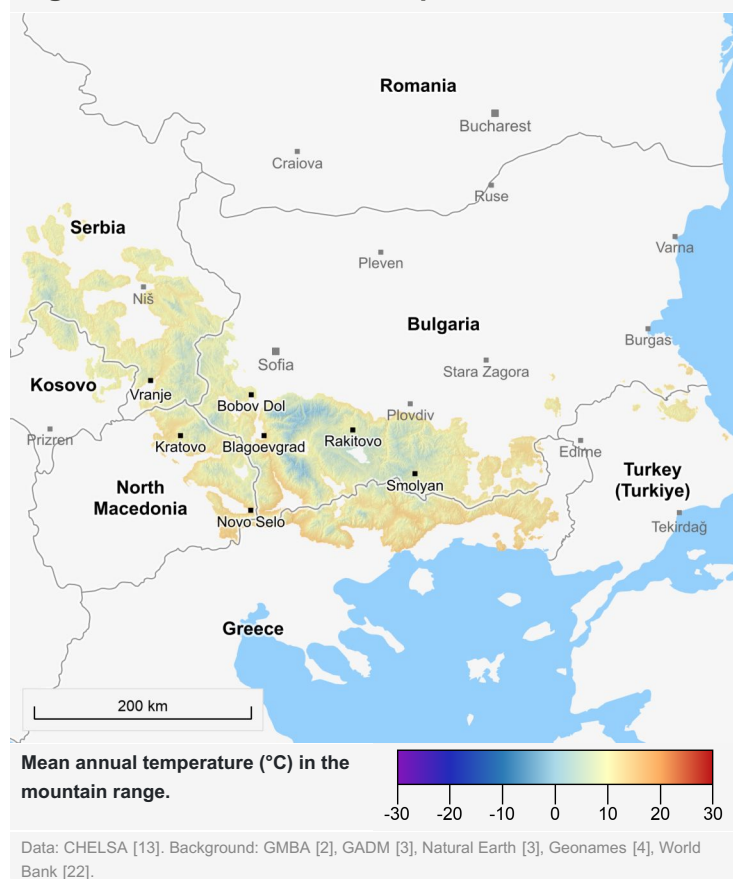 Romania
Bucharest
Craiova
Ruse
Serbia
Varna
Pleven
Niš
Bulgaria
Burgas
Sofia
Stara Zagora
Kosovo
Vranje
Bobov Dol
Plovdiv
Prizren
Kratovo
Blagoevgrad
Rakitovo
Edirne
Smolyan
Turkey
(Turkiye)
North
Macedonia
Novo Selo
Tekirdağ
Greece
200 km
Mean annual temperature (°C) in the
mountain range.
-30 -20 -10 0 10 20 30
Data: CHELSA [13]. Background: GMBA [2], GADM [3], Natural Earth [3], Geonames [4], World
Bank [22].